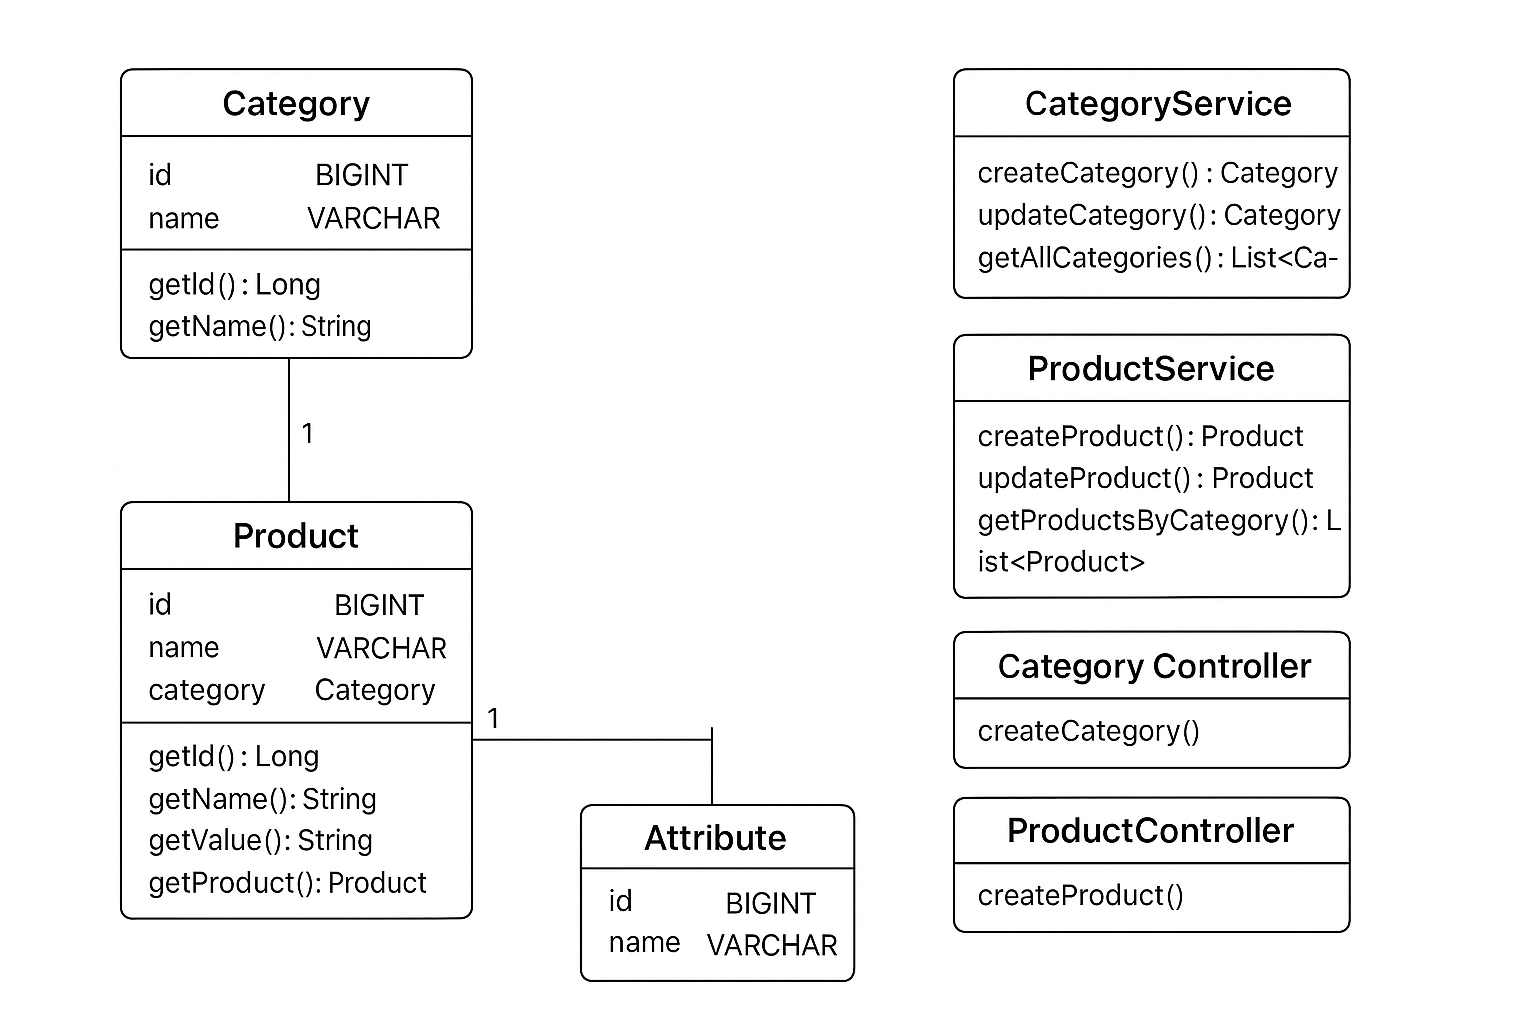 Category
id BIGINT
name VARCHAR
getId() : Long
getName(): String
1
Product
id BIGINT
name VARCHAR
category Category
getId() : Long
getName(): String
getValue(): String
getProduct(): Product
1
Attribute
id BIGINT
name VARCHAR
CategoryService
createCategory() : Category
updateCategory(): Category
getAllCategories() : List<Ca-
ProductService
createProduct(): Product
updateProduct() : Product
getProductsByCategory(): L
ist<Product>
Category Controller
createCategory()
ProductController
createProduct()